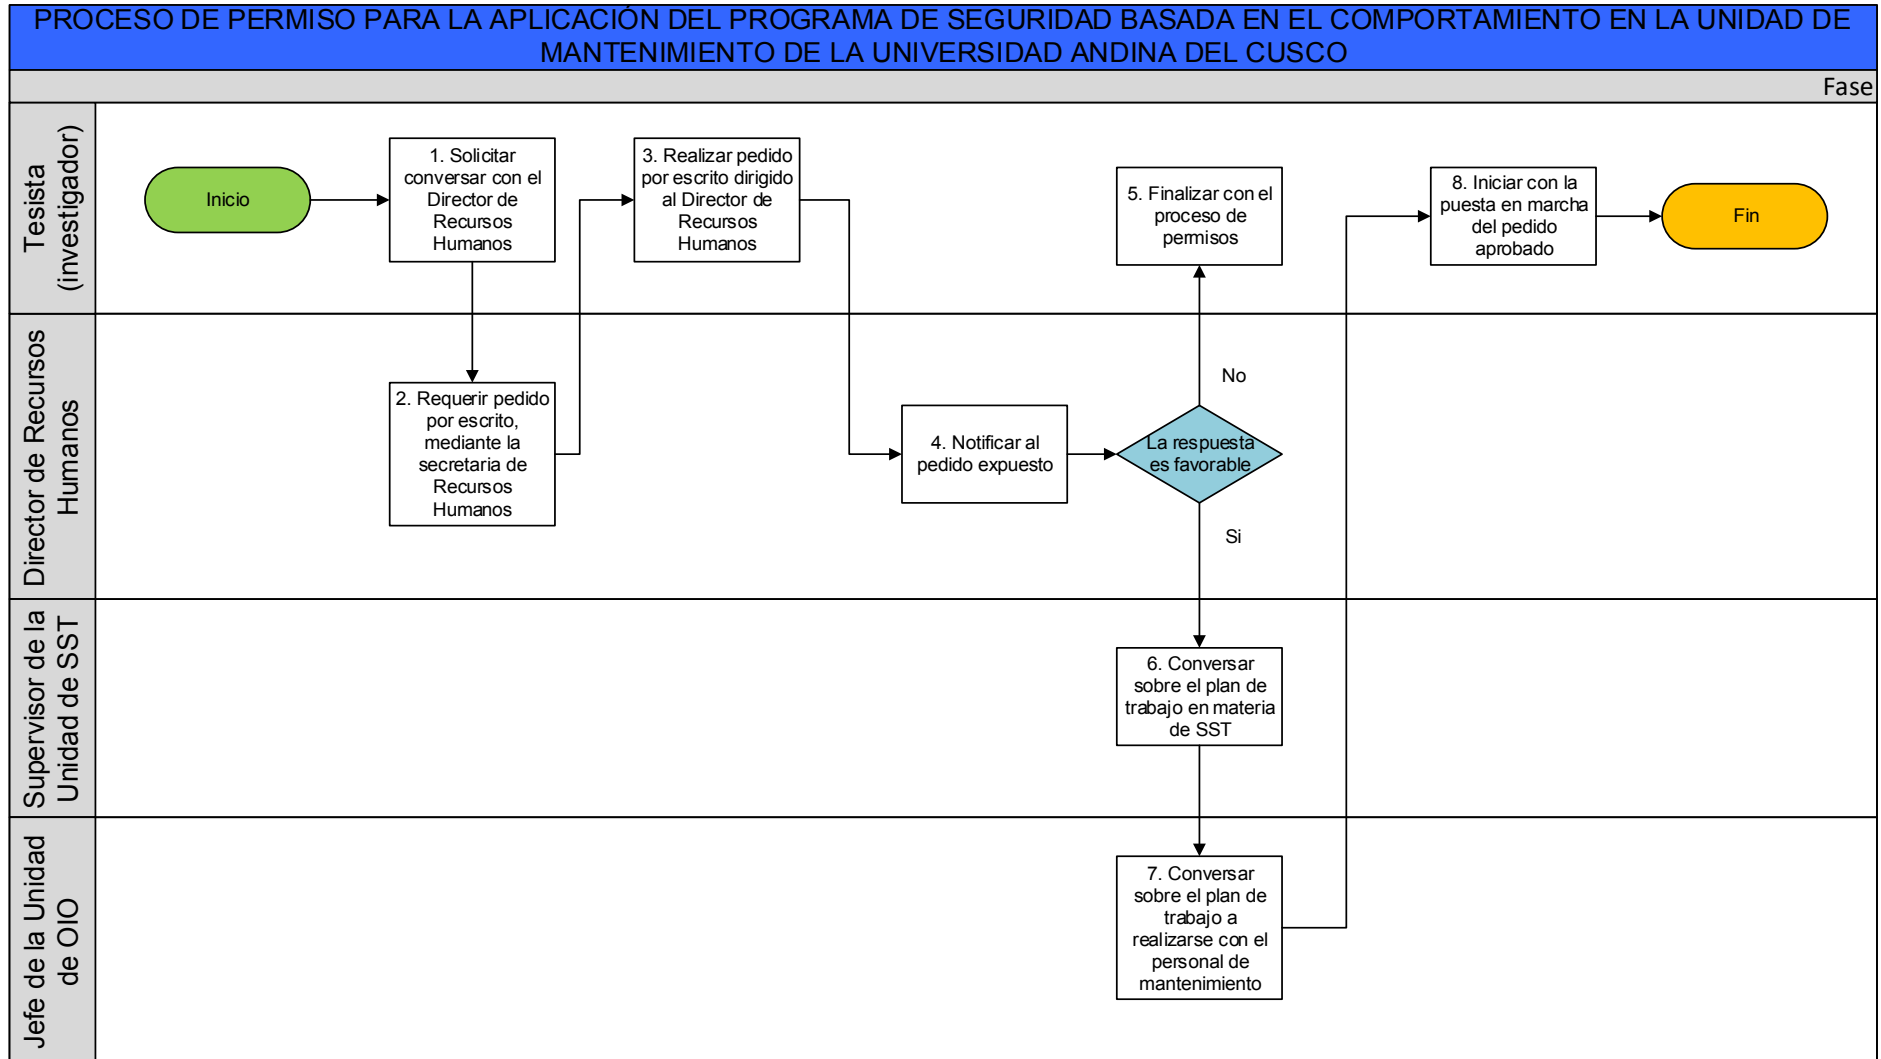 PROCESO DE PERMISO PARA LA APLICACIÓN DEL PROGRAMA DE SEGURIDAD BASADA EN EL COMPORTAMIENTO EN LA UNIDAD DE
MANTENIMIENTO DE LA UNIVERSIDAD ANDINA DEL CUSCO
Fase
Tesista
(investigador)
Inicio
1. Solicitar
conversar con el
Director de
Recursos
Humanos
3. Realizar pedido
por escrito dirigido
al Director de
Recursos
Humanos
5. Finalizar con el
proceso de
permisos
8. Iniciar con la
puesta en marcha
del pedido
aprobado
Fin
Director de Recursos
Humanos
2. Requerir pedido
por escrito,
mediante la
secretaria de
Recursos
Humanos
4. Notificar al
pedido expuesto
La respuesta
es favorable
No
Si
Supervisor de la
Unidad de SST
6. Conversar
sobre el plan de
trabajo en materia
de SST
Jefe de la Unidad
de OIO
7. Conversar
sobre el plan de
trabajo a
realizarse con el
personal de
mantenimiento